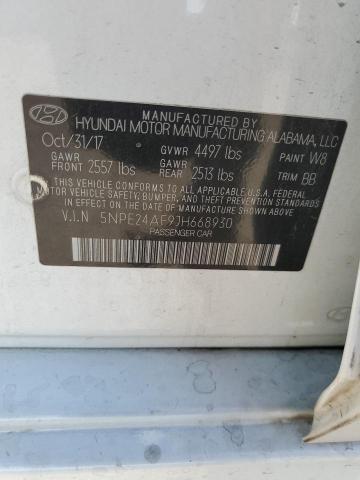 MANUFACTURED BY
HYUNDAI MOTOR MANUFACTURING ALABAMA, LLC
Oct/31/17 GVWR 4497 lbs PAINT W8
GAWR FRONT 2557 lbs GAWR REAR 2513 lbs TRIM BB
THIS VEHICLE CONFORMS TO ALL APPLICABLE U.S.A. FEDERAL
MOTOR VEHICLE SAFETY, BUMPER, AND THEFT PREVENTION
STANDARDS IN EFFECT ON THE DATE OF MANUFACTURE SHOWN ABOVE.
V.I.N 5NPE24AF9JH668930
PASSENGER CAR